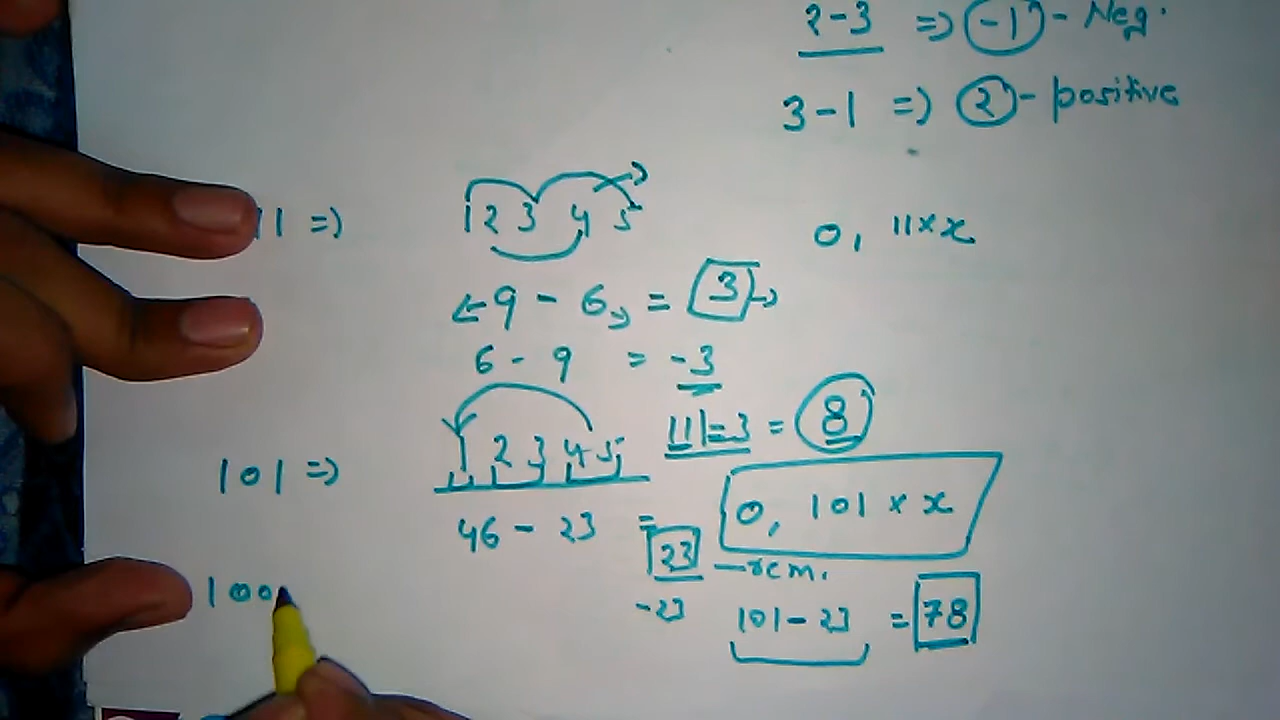 2-3 => -1 - Neg.
3-1 => 2 - positive
11 => 1 2 3 4 5 0, 11×x
9 - 6 = 3
6 - 9 = -3
11-3 = 8
101 => 1 2 3 4 5
0, 101 × x
46 - 23 = 23 - rem.
-23 101-23 = 78
100